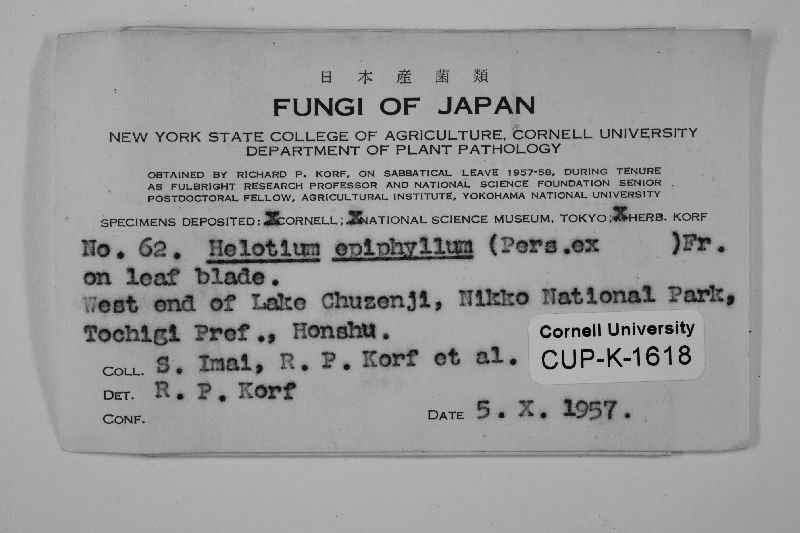 日本産菌類
FUNGI OF JAPAN
NEW YORK STATE COLLEGE OF AGRICULTURE, CORNELL UNIVERSITY
DEPARTMENT OF PLANT PATHOLOGY
OBTAINED BY RICHARD P. KORF, ON SABBATICAL LEAVE 1957-58, DURING TENURE
AS FULBRIGHT RESEARCH PROFESSOR AND NATIONAL SCIENCE FOUNDATION SENIOR
POSTDOCTORAL FELLOW, AGRICULTURAL INSTITUTE, YOKOHAMA NATIONAL UNIVERSITY
SPECIMENS DEPOSITED: X CORNELL; X NATIONAL SCIENCE MUSEUM, TOKYO; X HERB. KORF
No. 62. Helotium epiphyllum (Pers.ex )Fr.
on leaf blade.
West end of Lake Chuzenji, Nikko National Park,
Tochigi Pref., Honshu.
COLL. S. Imai, R. P. Korf et al.
DET. R. P. Korf
CONF.
DATE 5. X. 1957.
Cornell University
CUP-K-1618